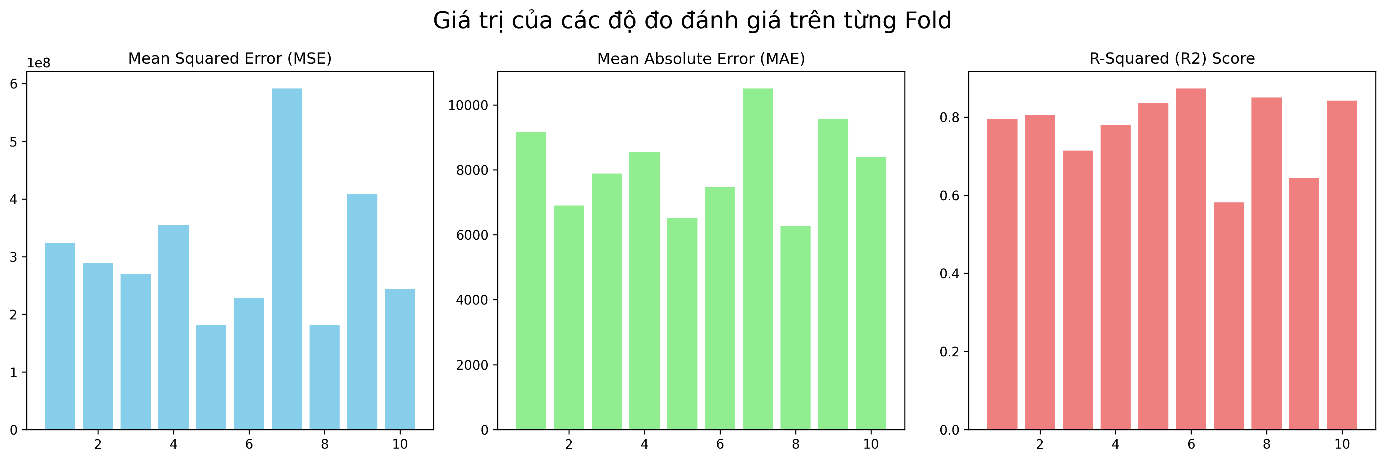 Giá trị của các độ đo đánh giá trên từng Fold
Mean Squared Error (MSE)
1e8
6
5
4
3
2
1
0
2 4 6 8 10
Mean Absolute Error (MAE)
10000
8000
6000
4000
2000
0
2 4 6 8 10
R-Squared (R2) Score
0.8
0.6
0.4
0.2
0.0
2 4 6 8 10